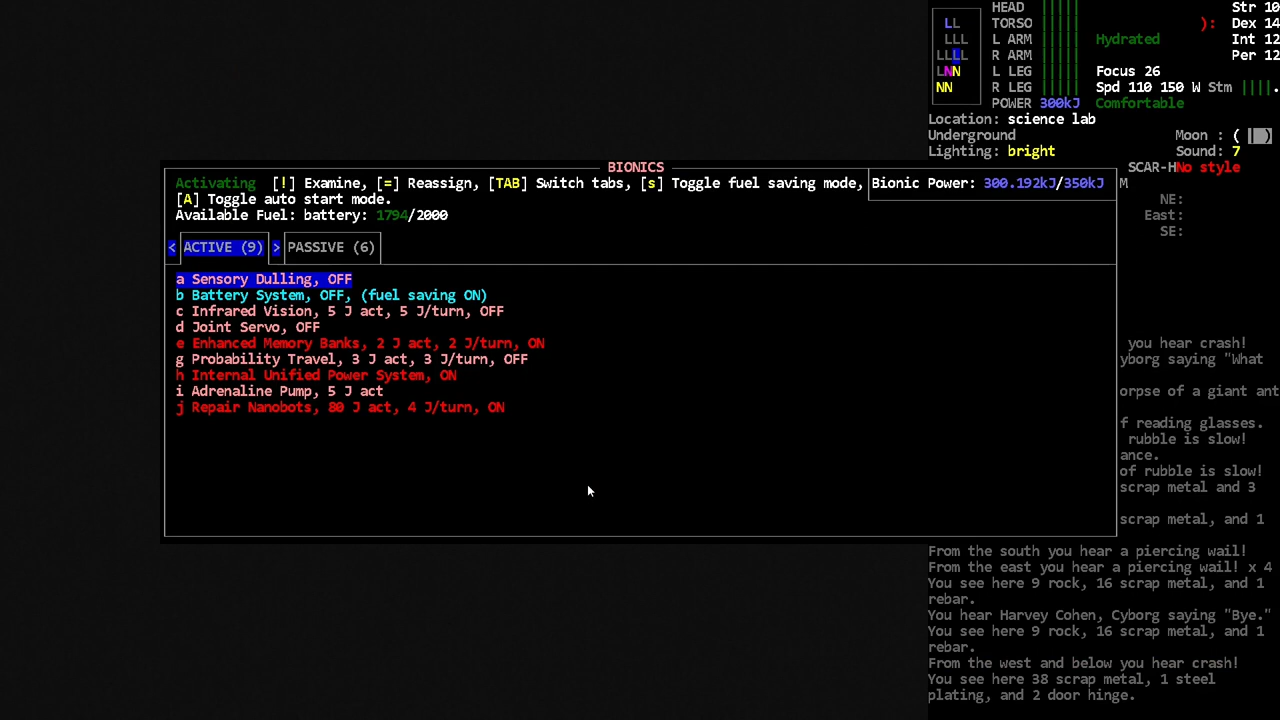 HEAD ||||| Str 10
LL TORSO ||||| ): Dex 14
LLL L ARM ||||| Hydrated Int 12
LLLL R ARM ||||| Per 12
LNN L LEG ||||| Focus 26
NN R LEG ||||| Spd 110 150 W Stm ||||.
POWER 300kJ Comfortable
Location: science lab
Underground Moon : ( | )
Lighting: bright Sound: 7
SCAR-HNo style
BIONICS
Activating [!] Examine, [=] Reassign, [TAB] Switch tabs, [s] Toggle fuel saving mode, Bionic Power: 300.192kJ/350kJ M
[A] Toggle auto start mode.
NE:
Available Fuel: battery: 1794/2000 East:
SE:
< ACTIVE (9) > PASSIVE (6)
a Sensory Dulling, OFF
b Battery System, OFF, (fuel saving ON)
c Infrared Vision, 5 J act, 5 J/turn, OFF
d Joint Servo, OFF
e Enhanced Memory Banks, 2 J act, 2 J/turn, ON
g Probability Travel, 3 J act, 3 J/turn, OFF
h Internal Unified Power System, ON
i Adrenaline Pump, 5 J act
j Repair Nanobots, 80 J act, 4 J/turn, ON
you hear crash!
yborg saying "What
orpse of a giant ant
f reading glasses.
rubble is slow!
ance.
of rubble is slow!
scrap metal and 3
scrap metal, and 1
From the south you hear a piercing wail!
From the east you hear a piercing wail! x 4
You see here 9 rock, 16 scrap metal, and 1
rebar.
You hear Harvey Cohen, Cyborg saying "Bye."
You see here 9 rock, 16 scrap metal, and 1
rebar.
From the west and below you hear crash!
You see here 38 scrap metal, 1 steel
plating, and 2 door hinge.